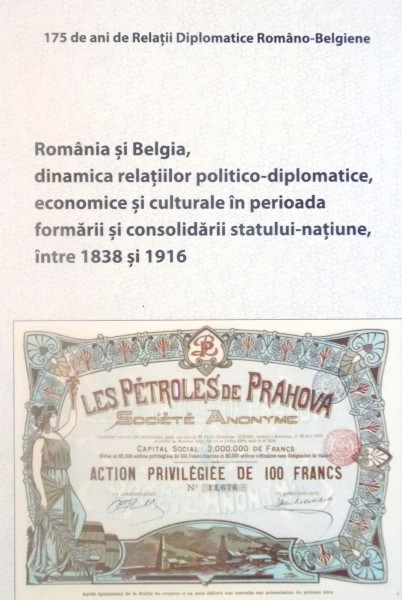 175 de ani de Relații Diplomatice Româno-Belgiene
România și Belgia,
dinamica relațiilor politico-diplomatice,
economice și culturale în perioada
formării și consolidării statului-națiune,
între 1838 și 1916
LES PÉTROLES DE PRAHOVA
SOCIÉTÉ ANONYME
CAPITAL SOCIAL 2,000,000 DE FRANCS
ACTION PRIVILÉGIÉE DE 100 FRANCS
Nº 11,676